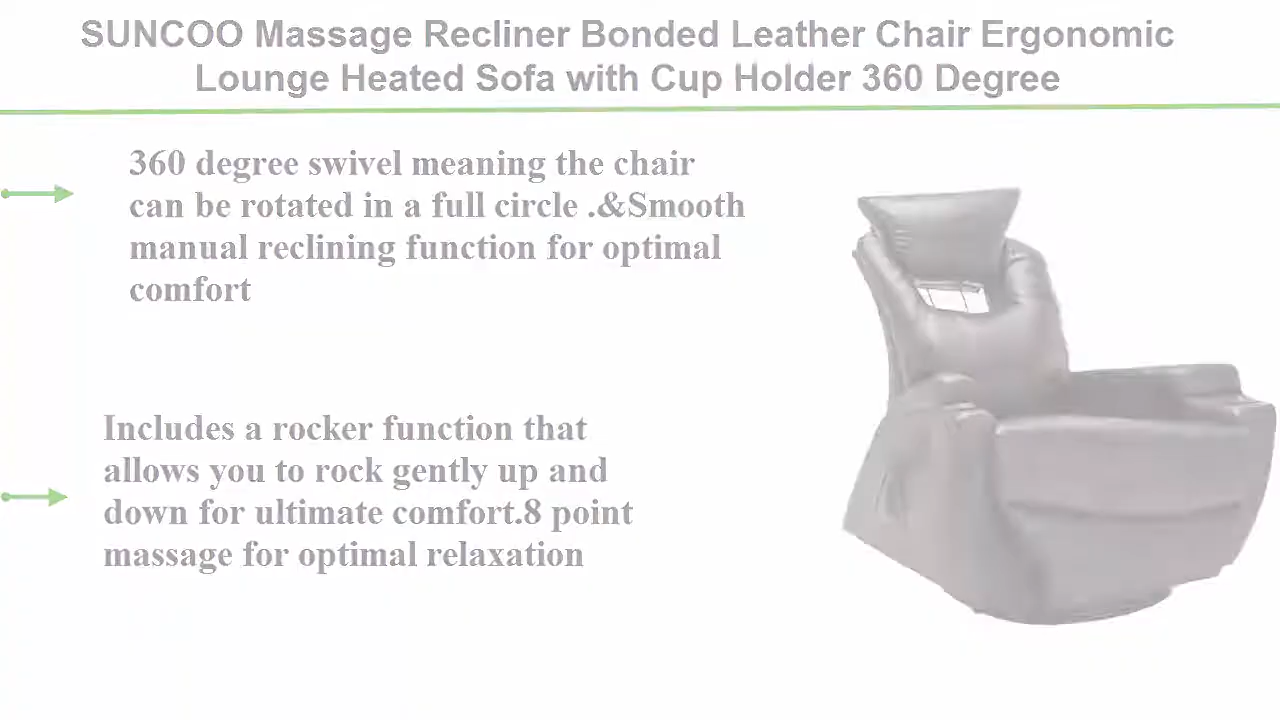 SUNCOO Massage Recliner Bonded Leather Chair Ergonomic
Lounge Heated Sofa with Cup Holder 360 Degree
360 degree swivel meaning the chair
can be rotated in a full circle .&Smooth
manual reclining function for optimal
comfort
Includes a rocker function that
allows you to rock gently up and
down for ultimate comfort.8 point
massage for optimal relaxation